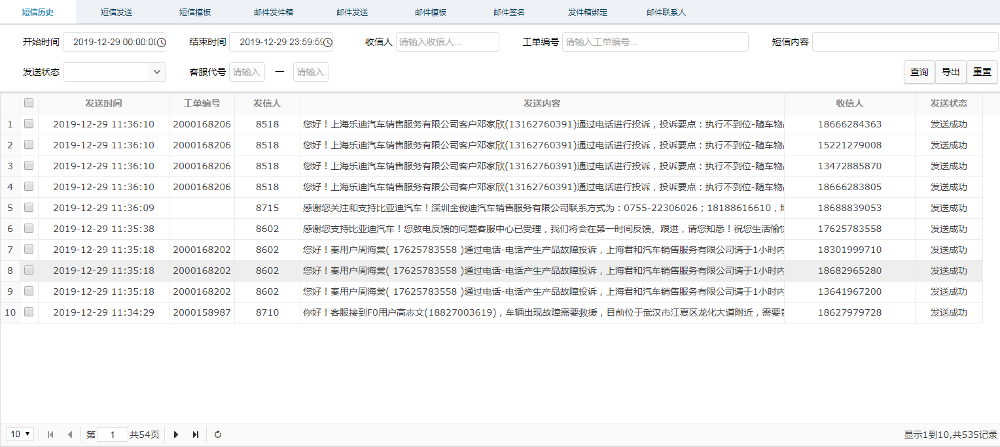 短信历史 短信发送 短信模板 邮件发件箱 邮件发送 邮件模板 邮件签名 发件箱绑定 邮件联系人
开始时间 2019-12-29 00:00:00 结束时间 2019-12-29 23:59:59 收信人 请输入收信人... 工单编号 请输入工单编号... 短信内容
发送状态 客服代号 请输入 — 请输入. 查询 导出 重置
发送时间 工单编号 发信人 发送内容 收信人 发送状态
1 2019-12-29 11:36:10 2000168206 8518 您好！上海乐迪汽车销售服务有限公司客户邓家欣(13162760391)通过电话进行投诉，投诉要点：执行不到位-随车物 18666284363 发送成功
2 2019-12-29 11:36:10 2000168206 8518 您好！上海乐迪汽车销售服务有限公司客户邓家欣(13162760391)通过电话进行投诉，投诉要点：执行不到位-随车物 15221279008 发送成功
3 2019-12-29 11:36:10 2000168206 8518 您好！上海乐迪汽车销售服务有限公司客户邓家欣(13162760391)通过电话进行投诉，投诉要点：执行不到位-随车物 13472885870 发送成功
4 2019-12-29 11:36:10 2000168206 8518 您好！上海乐迪汽车销售服务有限公司客户邓家欣(13162760391)通过电话进行投诉，投诉要点：执行不到位-随车物 18666283805 发送成功
5 2019-12-29 11:36:09 8715 感谢您关注和支持比亚迪汽车！深圳金俊迪汽车销售服务有限公司联系方式为：0755-22306026；18188616610， 18688839053 发送成功
6 2019-12-29 11:35:38 8602 感谢您支持比亚迪汽车！您致电反馈的问题客服中心已受理，我们将会在第一时间反馈、跟进，请您知悉！祝您生活愉快 17625783558 发送成功
7 2019-12-29 11:35:18 2000168202 8602 您好！秦用户周海棠( 17625783558 )通过电话-电话产生产品故障投诉，上海君和汽车销售服务有限公司请于1小时内 18301999710 发送成功
8 2019-12-29 11:35:18 2000168202 8602 您好！秦用户周海棠( 17625783558 )通过电话-电话产生产品故障投诉，上海君和汽车销售服务有限公司请于1小时内 18682965280 发送成功
9 2019-12-29 11:35:18 2000168202 8602 您好！秦用户周海棠( 17625783558 )通过电话-电话产生产品故障投诉，上海君和汽车销售服务有限公司请于1小时内 13641967200 发送成功
10 2019-12-29 11:34:29 2000158987 8710 你好！客服接到F0用户高志文(18827003619)，车辆出现故障需要救援，目前位于武汉市江夏区龙化大道附近，需要 18627979728 发送成功
10 第 1 共54页 显示1到10,共535记录